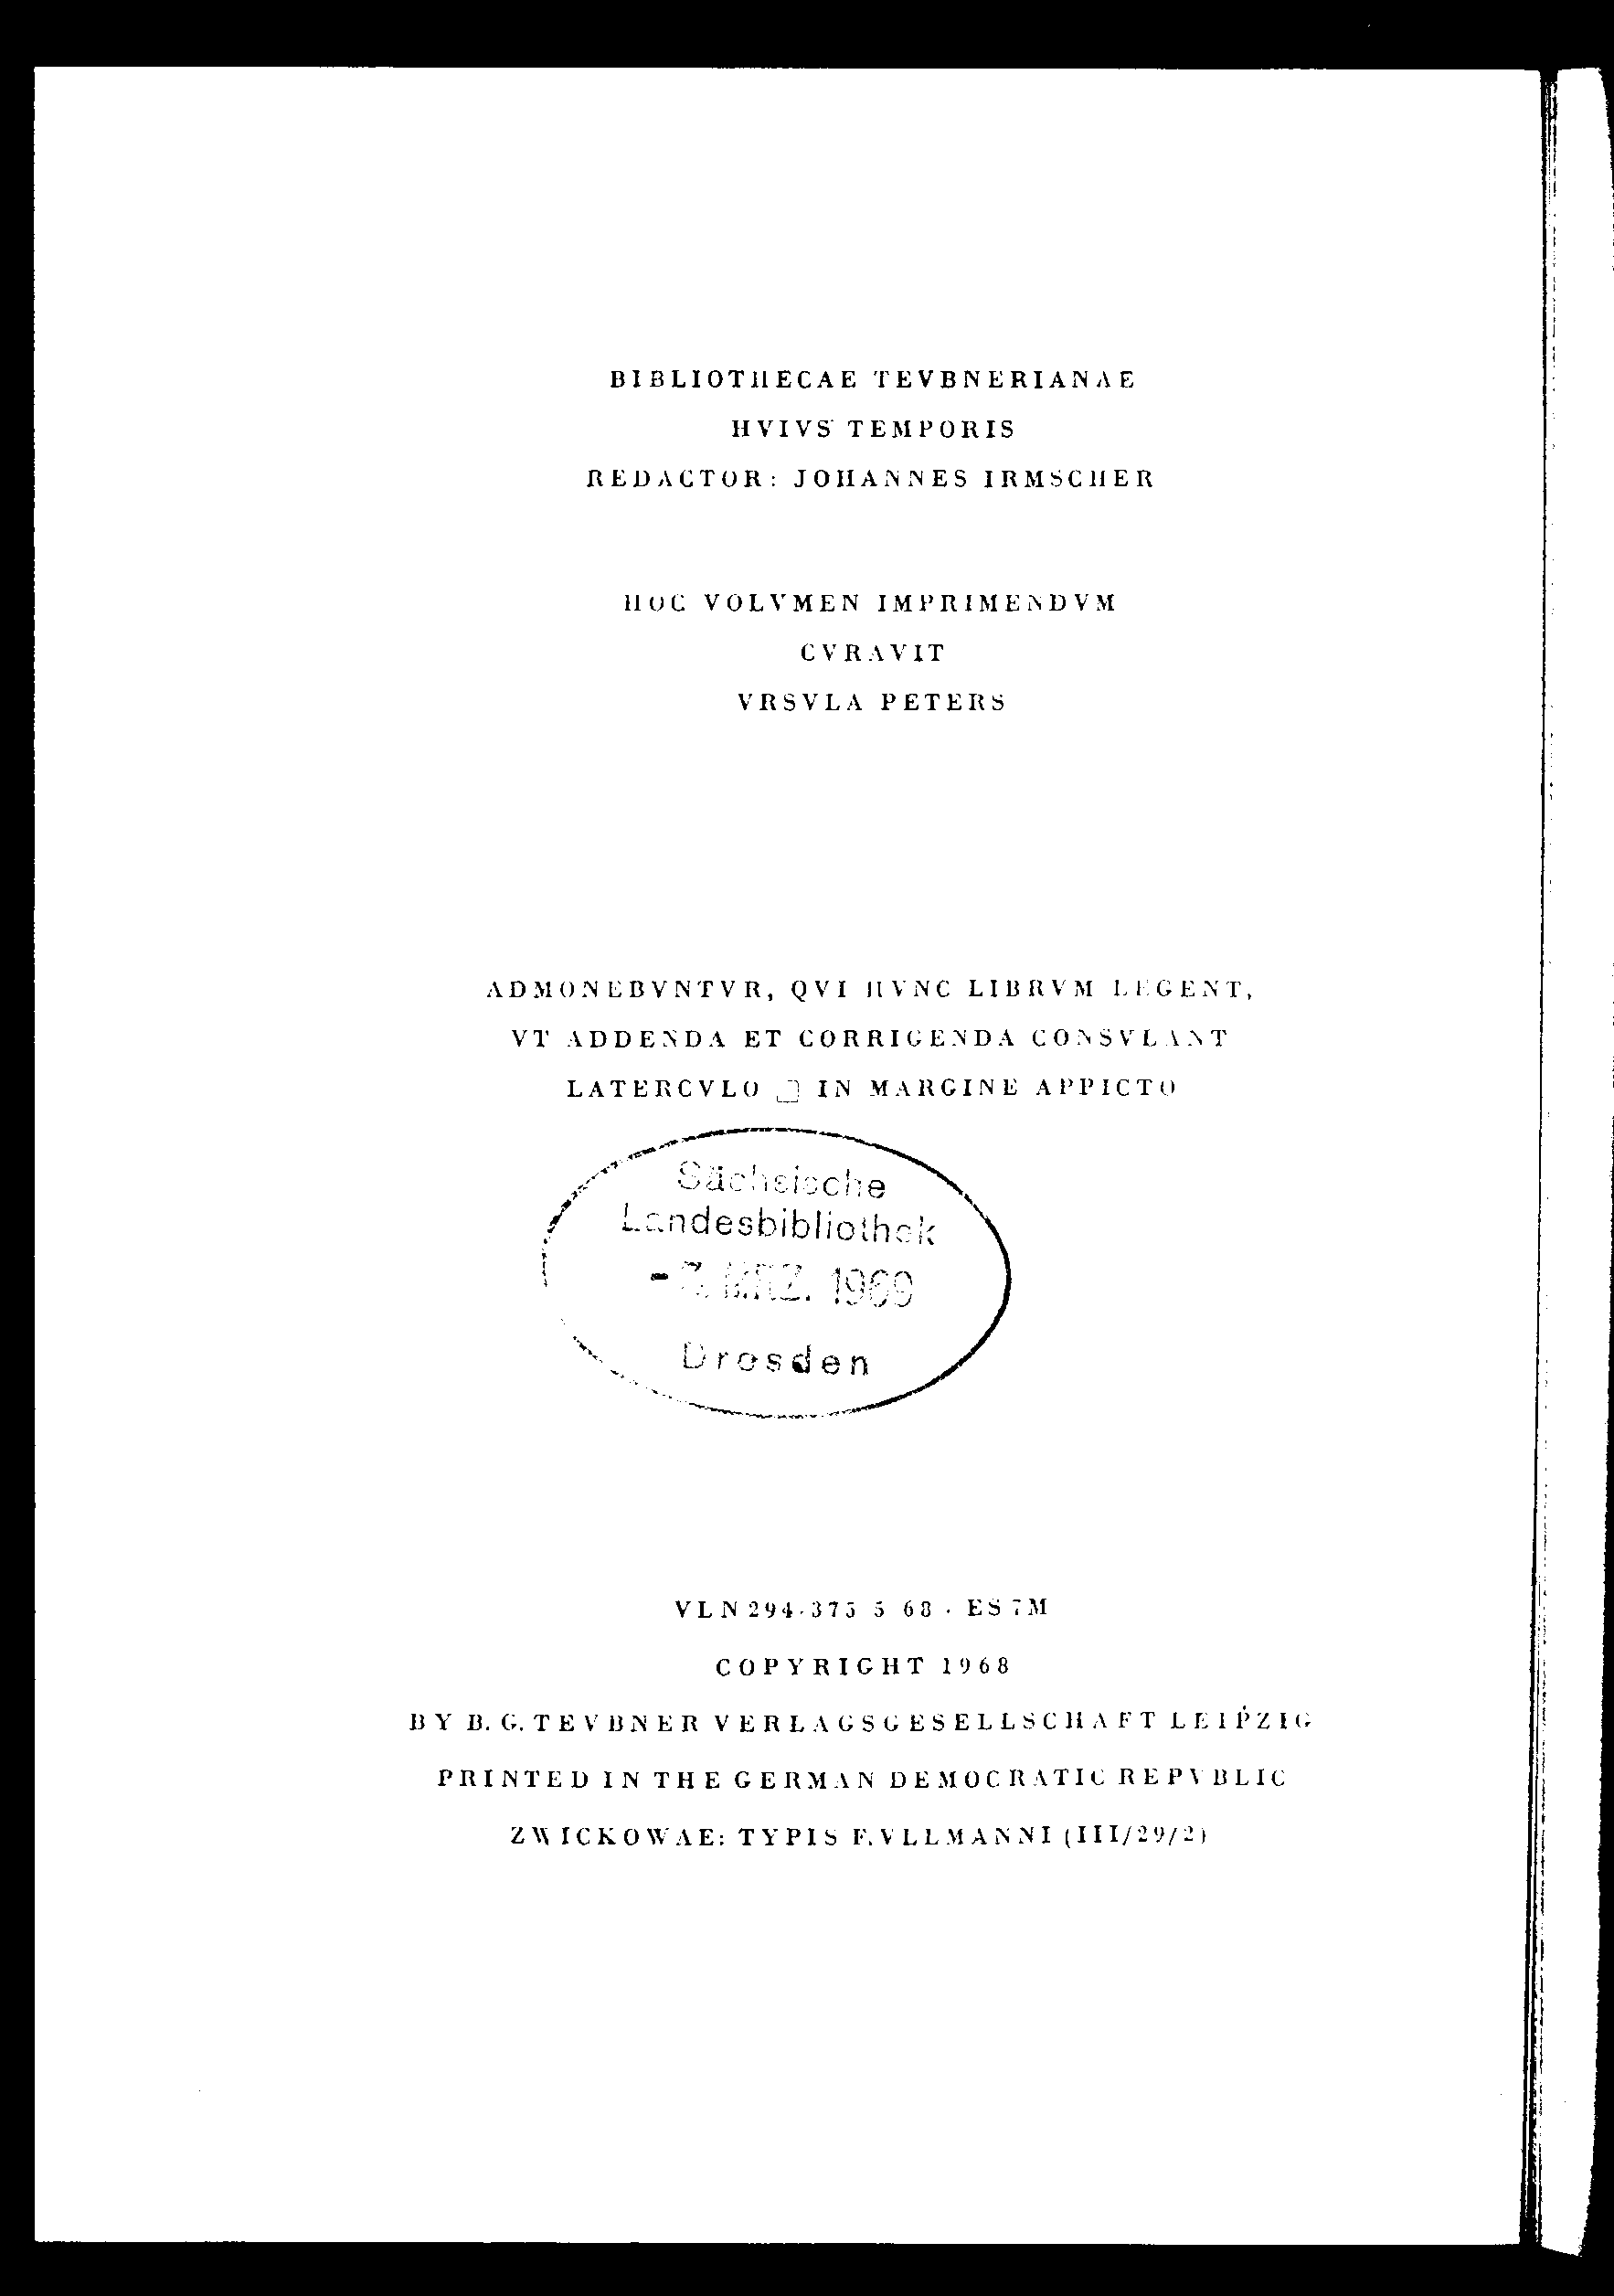 BIBLIOTHECAE TEVBNERIANAE
HVIVS TEMPORIS
REDACTOR: JOHANNES IRMSCHER
HOC VOLVMEN IMPRIMENDVM
CVRAVIT
VRSVLA PETERS
ADMONEBVNTVR, QVI HVNC LIBRVM LEGENT,
VT ADDENDA ET CORRIGENDA CONSVLANT
LATERCVLO □ IN MARGINE APPICTO
Sächsische
Landesbibliothek
MRZ. 1969
Dresden
VLN 294-375 5 68 · ES 7M
COPYRIGHT 1968
BY B. G. TEVBNER VERLAGSGESELLSCHAFT LEIPZIG
PRINTED IN THE GERMAN DEMOCRATIC REPVBLIC
ZWICKOWAE: TYPIS F. VLLMANNI (III/29/2)